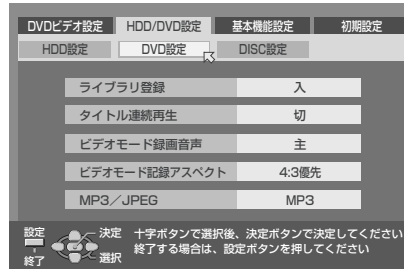 DVDビデオ設定 HDD/DVD設定 基本機能設定 初期設定
HDD設定 DVD設定 DISC設定
ライブラリ登録 入
タイトル連続再生 切
ビデオモード録画音声 主
ビデオモード記録アスペクト 4:3優先
MP3／JPEG MP3
設定 決定 十字ボタンで選択後、決定ボタンで決定してください
終了 選択 終了する場合は、設定ボタンを押してください